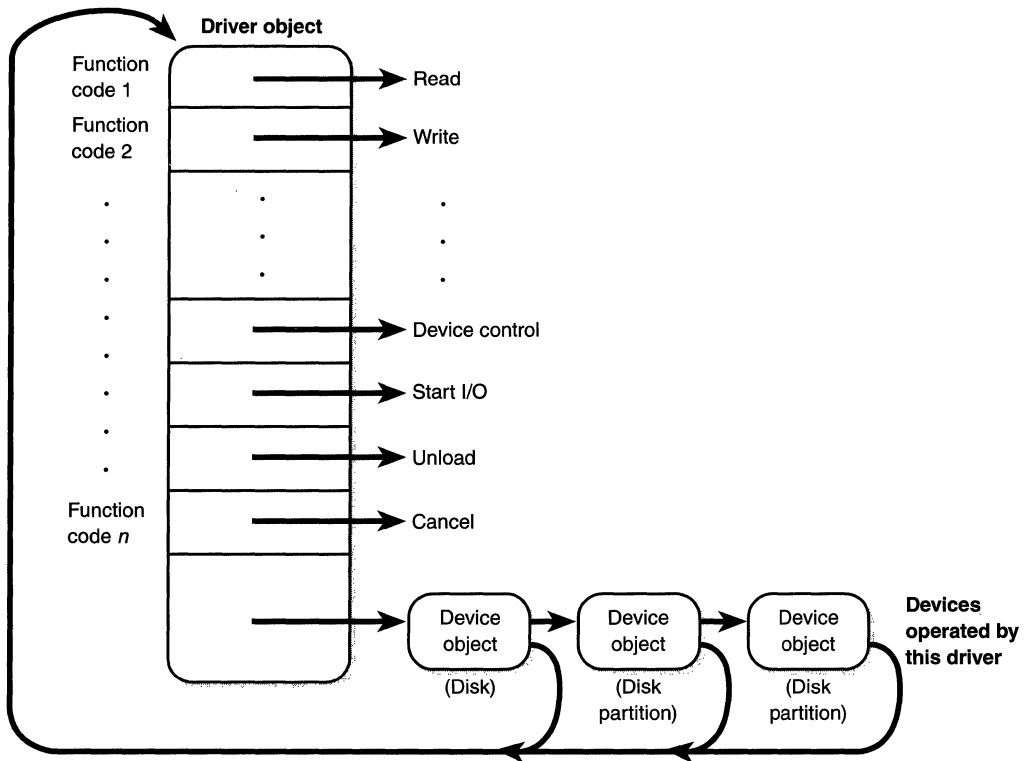 Driver object
Function
code 1
Read
Function
code 2
Write
Device control
Start I/O
Unload
Function
code n
Cancel
Device
object
(Disk)
Device
object
(Disk
partition)
Device
object
(Disk
partition)
Devices
operated by
this driver